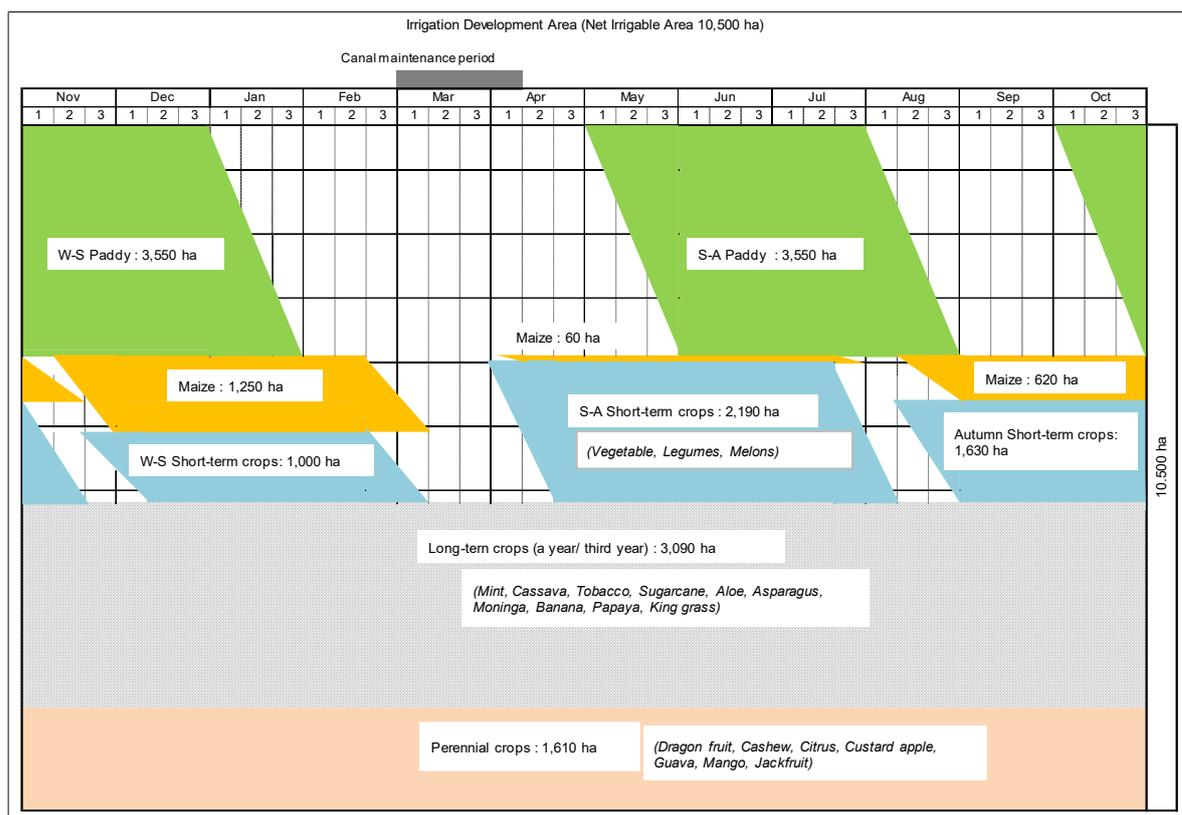 Irrigation Development Area (Net Irrigable Area 10,500 ha)
Canal maintenance period
Nov Dec Jan Feb Mar Apr May Jun Jul Aug Sep Oct
1 2 3 1 2 3 1 2 3 1 2 3 1 2 3 1 2 3 1 2 3 1 2 3 1 2 3 1 2 3 1 2 3 1 2 3
W-S Paddy : 3,550 ha
S-A Paddy : 3,550 ha
Maize : 60 ha
Maize : 1,250 ha
Maize : 620 ha
S-A Short-term crops : 2,190 ha
(Vegetable, Legumes, Melons)
W-S Short-term crops: 1,000 ha
Autumn Short-term crops:
1,630 ha
10.500 ha
Long-tern crops (a year/ third year) : 3,090 ha
(Mint, Cassava, Tobacco, Sugarcane, Aloe, Asparagus,
Moninga, Banana, Papaya, King grass)
Perennial crops : 1,610 ha
(Dragon fruit, Cashew, Citrus, Custard apple,
Guava, Mango, Jackfruit)